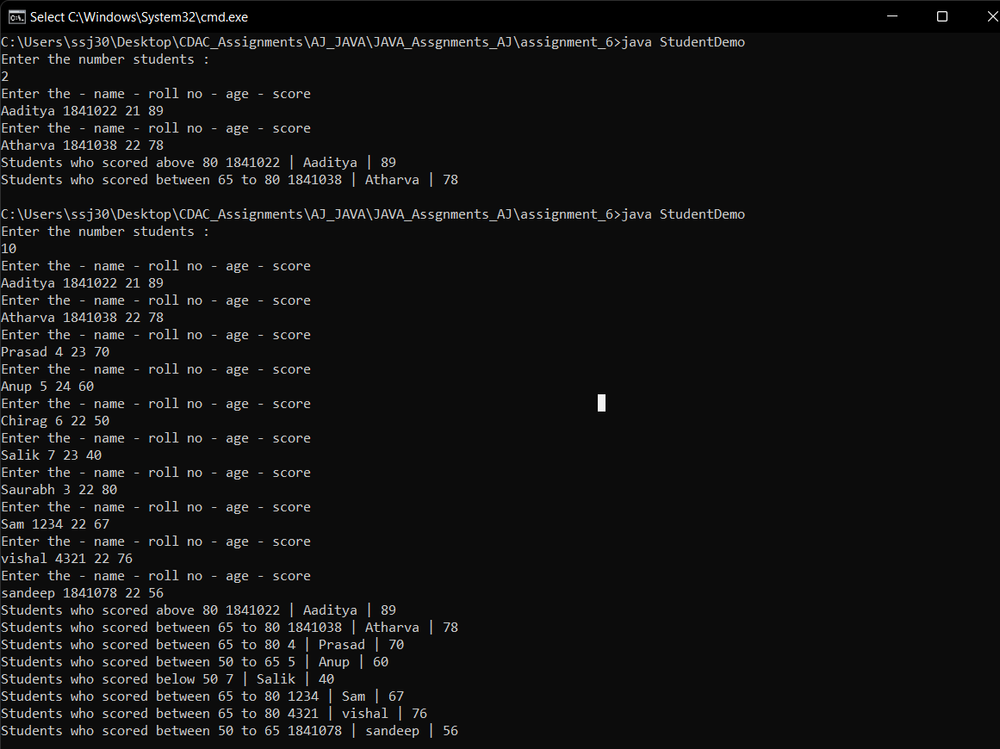 Select C:\Windows\System32\cmd.exe
C:\Users\ssj30\Desktop\CDAC_Assignments\AJ_JAVA\JAVA_Assgnments_AJ\assignment_6>java StudentDemo
Enter the number students :
2
Enter the - name - roll no - age - score
Aaditya 1841022 21 89
Enter the - name - roll no - age - score
Atharva 1841038 22 78
Students who scored above 80 1841022 | Aaditya | 89
Students who scored between 65 to 80 1841038 | Atharva | 78
C:\Users\ssj30\Desktop\CDAC_Assignments\AJ_JAVA\JAVA_Assgnments_AJ\assignment_6>java StudentDemo
Enter the number students :
10
Enter the - name - roll no - age - score
Aaditya 1841022 21 89
Enter the - name - roll no - age - score
Atharva 1841038 22 78
Enter the - name - roll no - age - score
Prasad 4 23 70
Enter the - name - roll no - age - score
Anup 5 24 60
Enter the - name - roll no - age - score
Chirag 6 22 50
Enter the - name - roll no - age - score
Salik 7 23 40
Enter the - name - roll no - age - score
Saurabh 3 22 80
Enter the - name - roll no - age - score
Sam 1234 22 67
Enter the - name - roll no - age - score
vishal 4321 22 76
Enter the - name - roll no - age - score
sandeep 1841078 22 56
Students who scored above 80 1841022 | Aaditya | 89
Students who scored between 65 to 80 1841038 | Atharva | 78
Students who scored between 65 to 80 4 | Prasad | 70
Students who scored between 50 to 65 5 | Anup | 60
Students who scored below 50 7 | Salik | 40
Students who scored between 65 to 80 1234 | Sam | 67
Students who scored between 65 to 80 4321 | vishal | 76
Students who scored between 50 to 65 1841078 | sandeep | 56